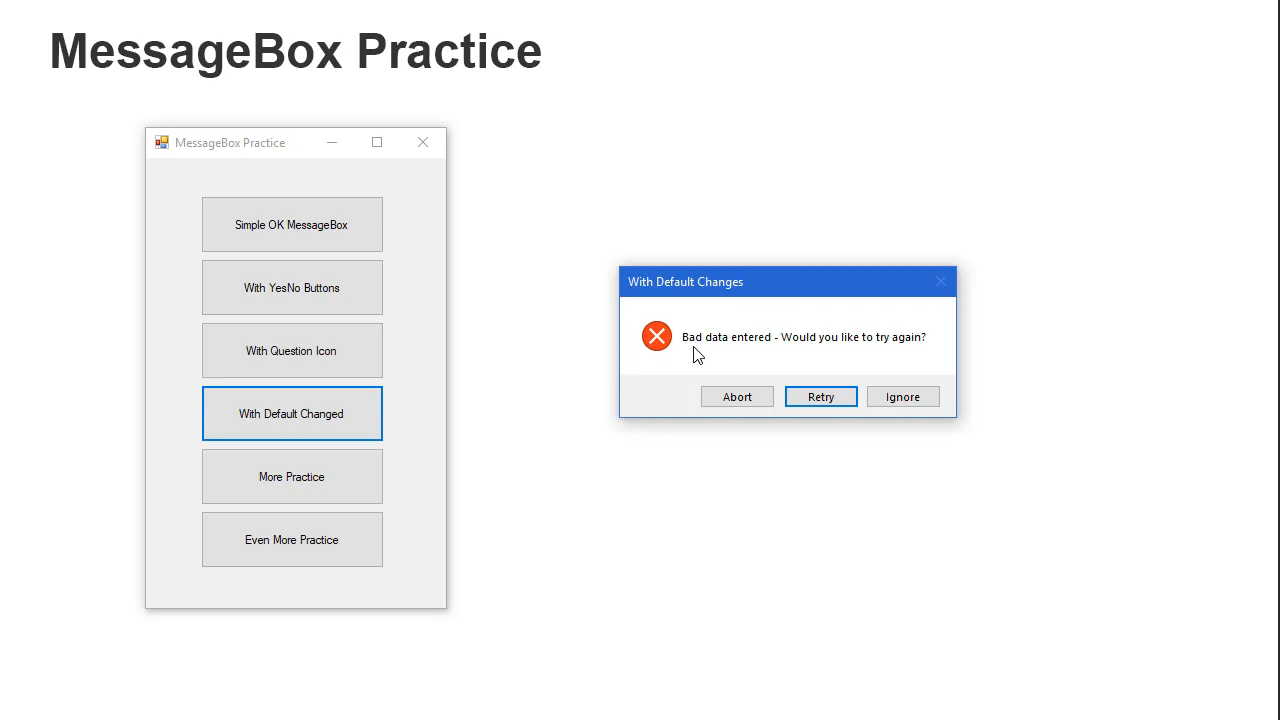 MessageBox Practice
MessageBox Practice
Simple OK MessageBox
With YesNo Buttons
With Question Icon
With Default Changed
More Practice
Even More Practice
With Default Changes
Bad data entered - Would you like to try again?
Abort
Retry
Ignore